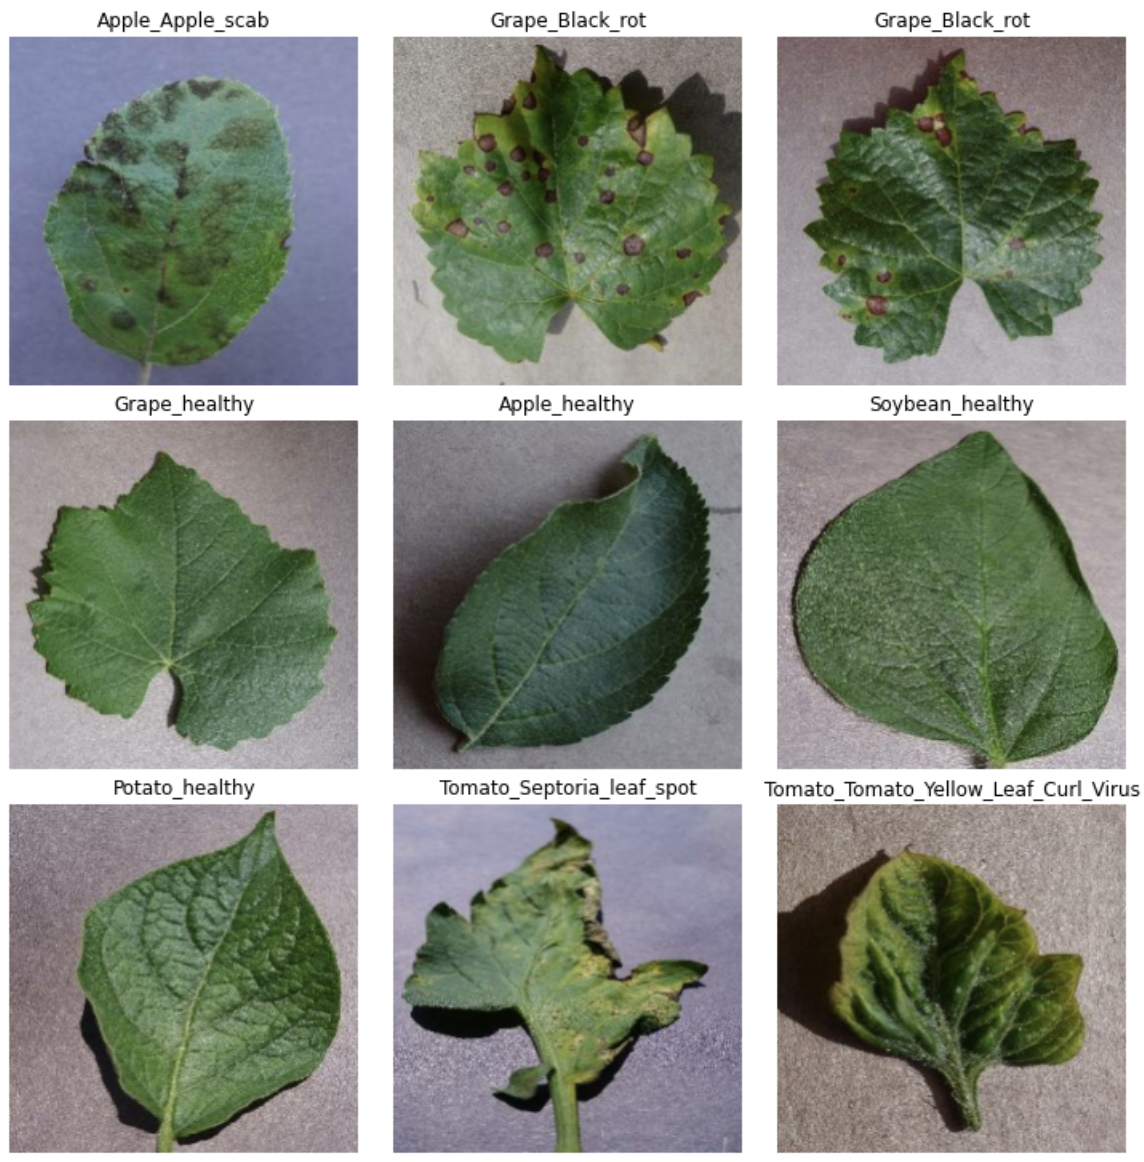 Apple_Apple_scab
Grape_Black_rot
Grape_Black_rot
Grape_healthy
Apple_healthy
Soybean_healthy
Potato_healthy
Tomato_Septoria_leaf_spot
Tomato_Tomato_Yellow_Leaf_Curl_Virus